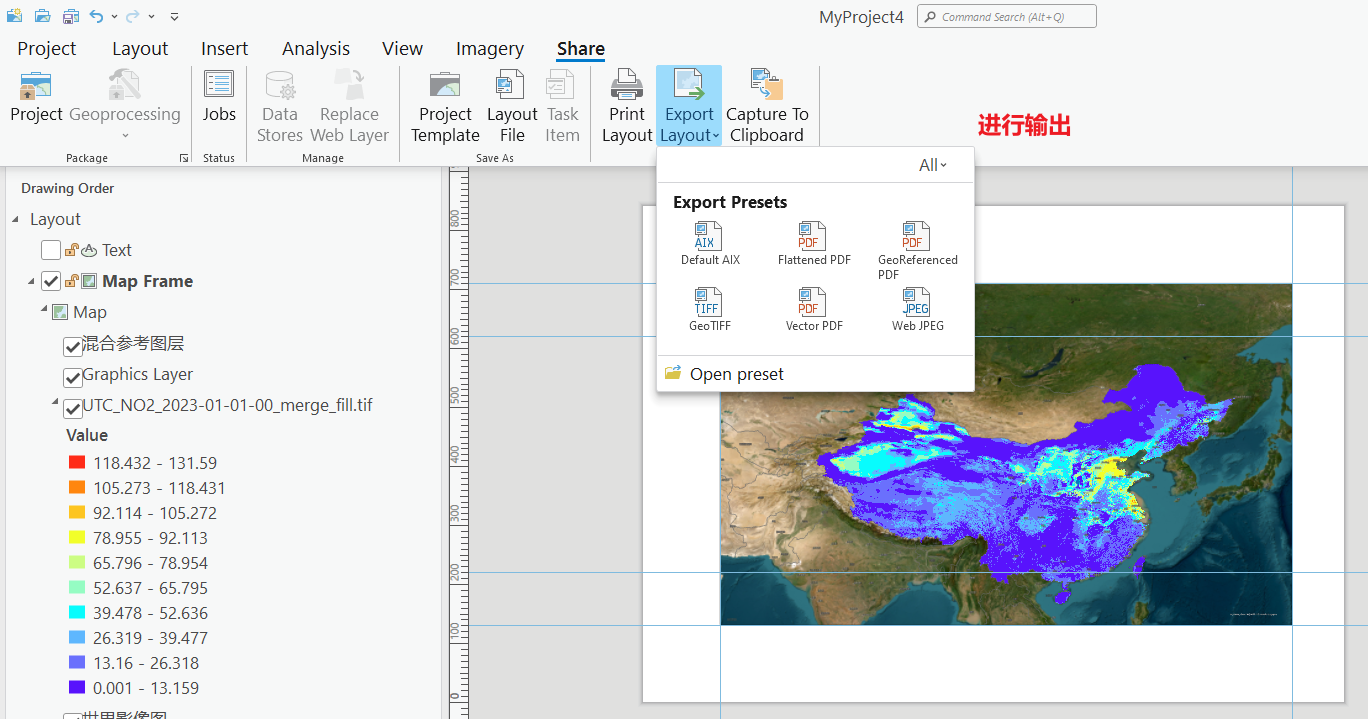 MyProject4
Command Search (Alt+Q)
Project Layout Insert Analysis View Imagery Share
Project
Geoprocessing
Package
Jobs
Status
Data Stores
Replace Web Layer
Manage
Project Template
Layout File
Task Item
Save As
Print Layout
Export Layout
Capture To Clipboard
进行输出
All
Export Presets
AIX
Default AIX
PDF
Flattened PDF
PDF
GeoReferenced PDF
TIFF
GeoTIFF
PDF
Vector PDF
JPEG
Web JPEG
Open preset
Drawing Order
Layout
Text
Map Frame
Map
混合参考图层
Graphics Layer
UTC_NO2_2023-01-01-00_merge_fill.tif
Value
118.432 - 131.59
105.273 - 118.431
92.114 - 105.272
78.955 - 92.113
65.796 - 78.954
52.637 - 65.795
39.478 - 52.636
26.319 - 39.477
13.16 - 26.318
0.001 - 13.159
世界影像图
800
700
600
500
400
300
200
100
0